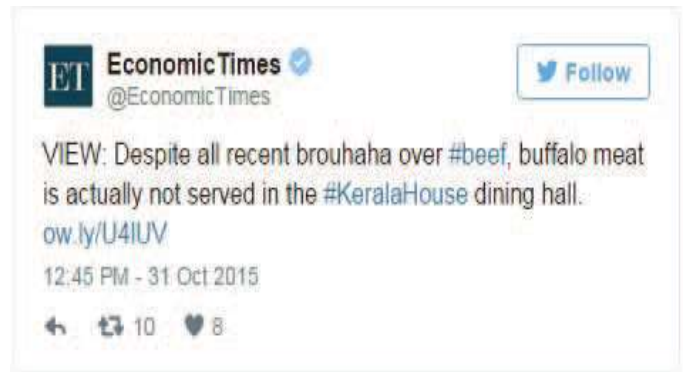 ET
EconomicTimes
@EconomicTimes
Follow
VIEW: Despite all recent brouhaha over #beef, buffalo meat
is actually not served in the #KeralaHouse dining hall.
ow.ly/U4IUV
12:45 PM - 31 Oct 2015
10 8